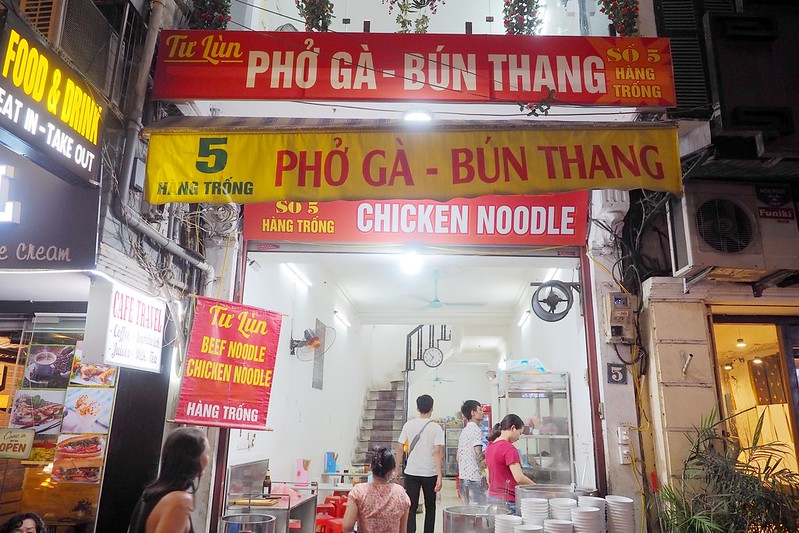 FOOD & DRINK
EAT IN - TAKE OUT
CREAM
Tư Lùn
PHỞ GÀ - BÚN THANG
SỐ 5
HÀNG
TRỐNG
5
HÀNG TRỐNG
PHỞ GÀ - BÚN THANG
SỐ 5
HÀNG TRỐNG
CHICKEN NOODLE
CAFE TRAVEL
Tư Lùn
BEEF NOODLE
CHICKEN NOODLE
HÀNG TRỐNG
OPEN
5
Funiki